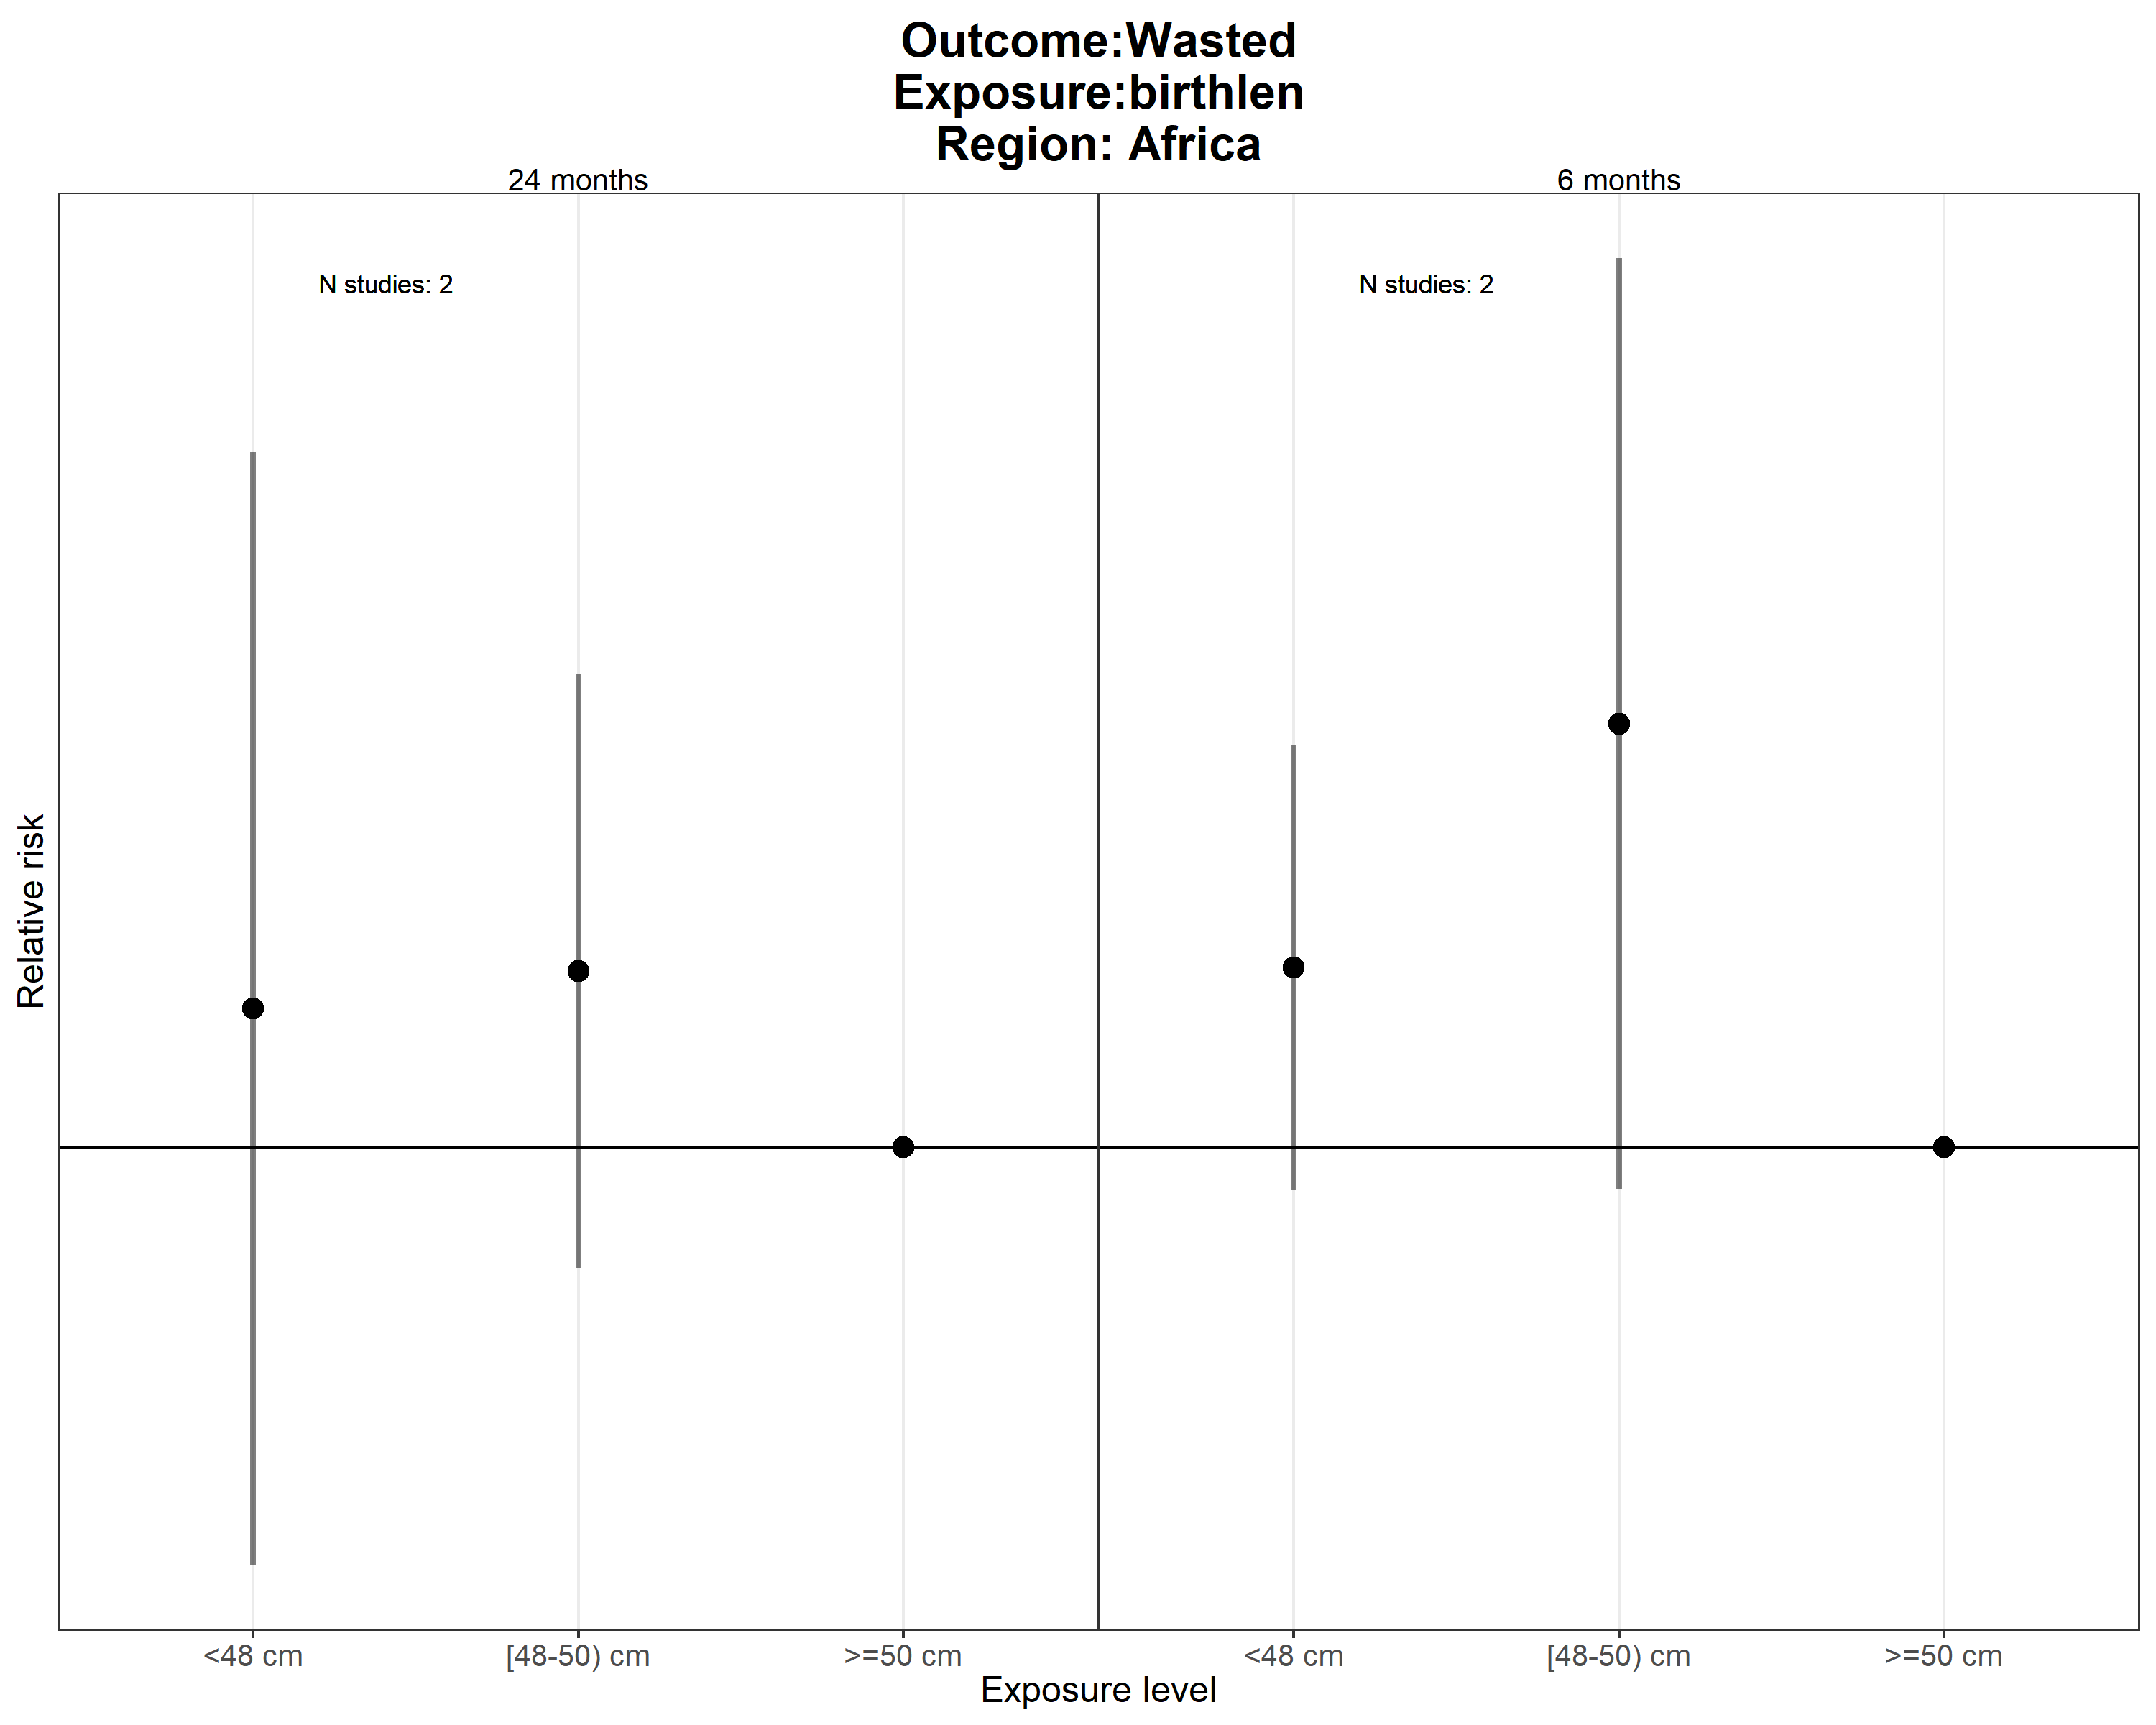 Outcome:Wasted
Exposure:birthlen
Region: Africa
24 months
6 months
N studies: 2
N studies: 2
Relative risk
<48 cm
[48-50) cm
>=50 cm
<48 cm
[48-50) cm
>=50 cm
Exposure level